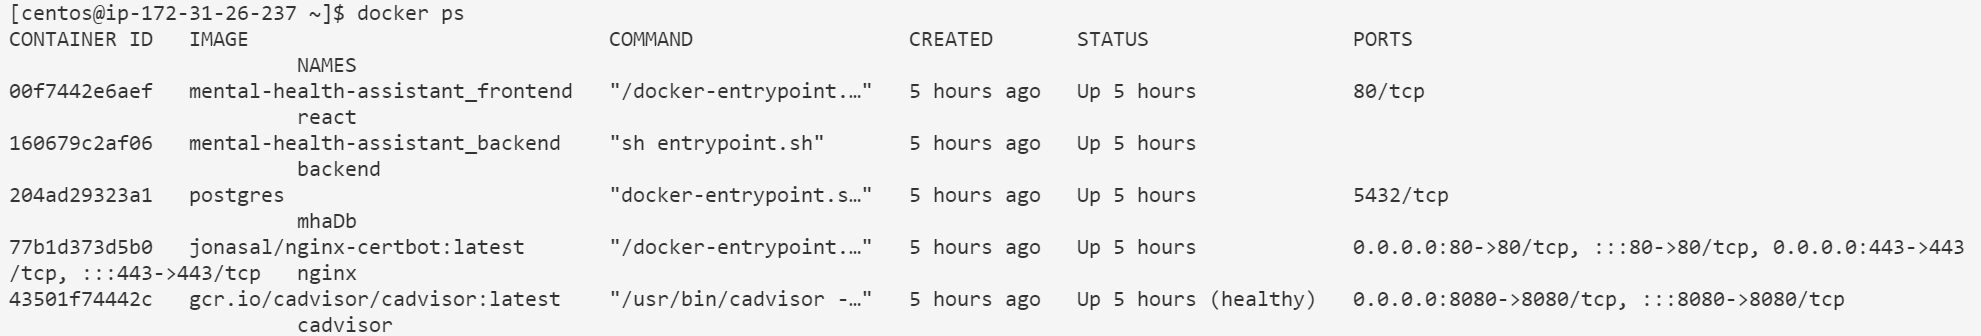 [centos@ip-172-31-26-237 ~]$ docker ps
CONTAINER ID   IMAGE                              COMMAND                  CREATED       STATUS                 PORTS
                        NAMES
00f7442e6aef   mental-health-assistant_frontend   "/docker-entrypoint.…"   5 hours ago   Up 5 hours             80/tcp
                        react
160679c2af06   mental-health-assistant_backend    "sh entrypoint.sh"       5 hours ago   Up 5 hours
                        backend
204ad29323a1   postgres                           "docker-entrypoint.s…"   5 hours ago   Up 5 hours             5432/tcp
                        mhaDb
77b1d373d5b0   jonasal/nginx-certbot:latest       "/docker-entrypoint.…"   5 hours ago   Up 5 hours             0.0.0.0:80->80/tcp, :::80->80/tcp, 0.0.0.0:443->443
/tcp, :::443->443/tcp   nginx
43501f74442c   gcr.io/cadvisor/cadvisor:latest    "/usr/bin/cadvisor -…"   5 hours ago   Up 5 hours (healthy)   0.0.0.0:8080->8080/tcp, :::8080->8080/tcp
                        cadvisor